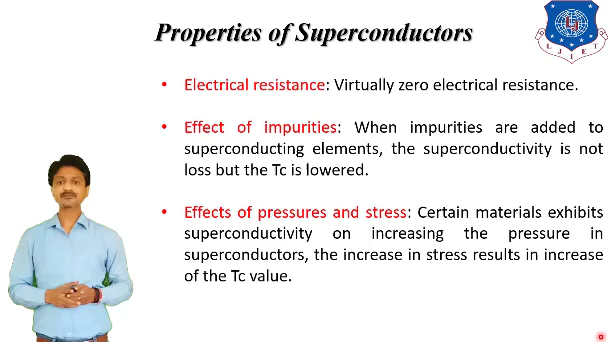 Properties of Superconductors
LJIET
• Electrical resistance: Virtually zero electrical resistance.
• Effect of impurities: When impurities are added to
superconducting elements, the superconductivity is not
loss but the Tc is lowered.
• Effects of pressures and stress: Certain materials exhibits
superconductivity on increasing the pressure in
superconductors, the increase in stress results in increase
of the Tc value.